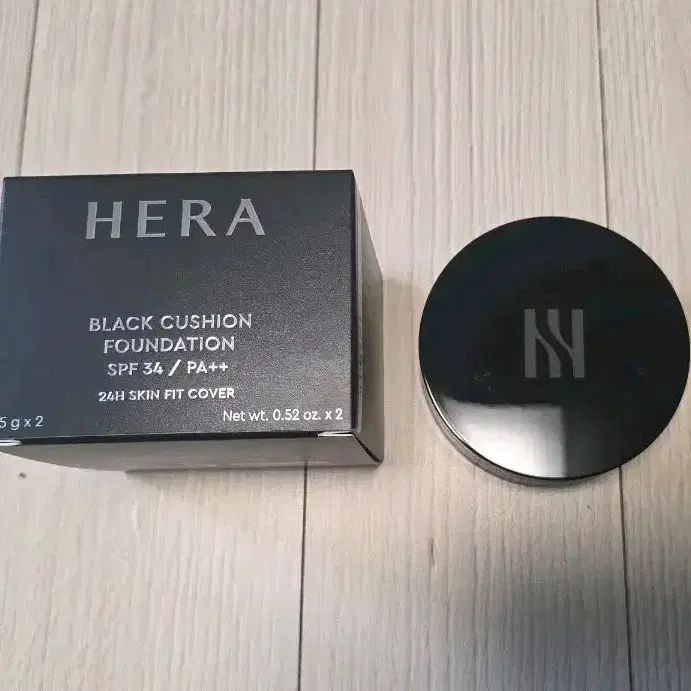 HERA
BLACK CUSHION
FOUNDATION
SPF 34 / PA++
24H SKIN FIT COVER
5 g x 2
Net wt. 0.52 oz. x 2